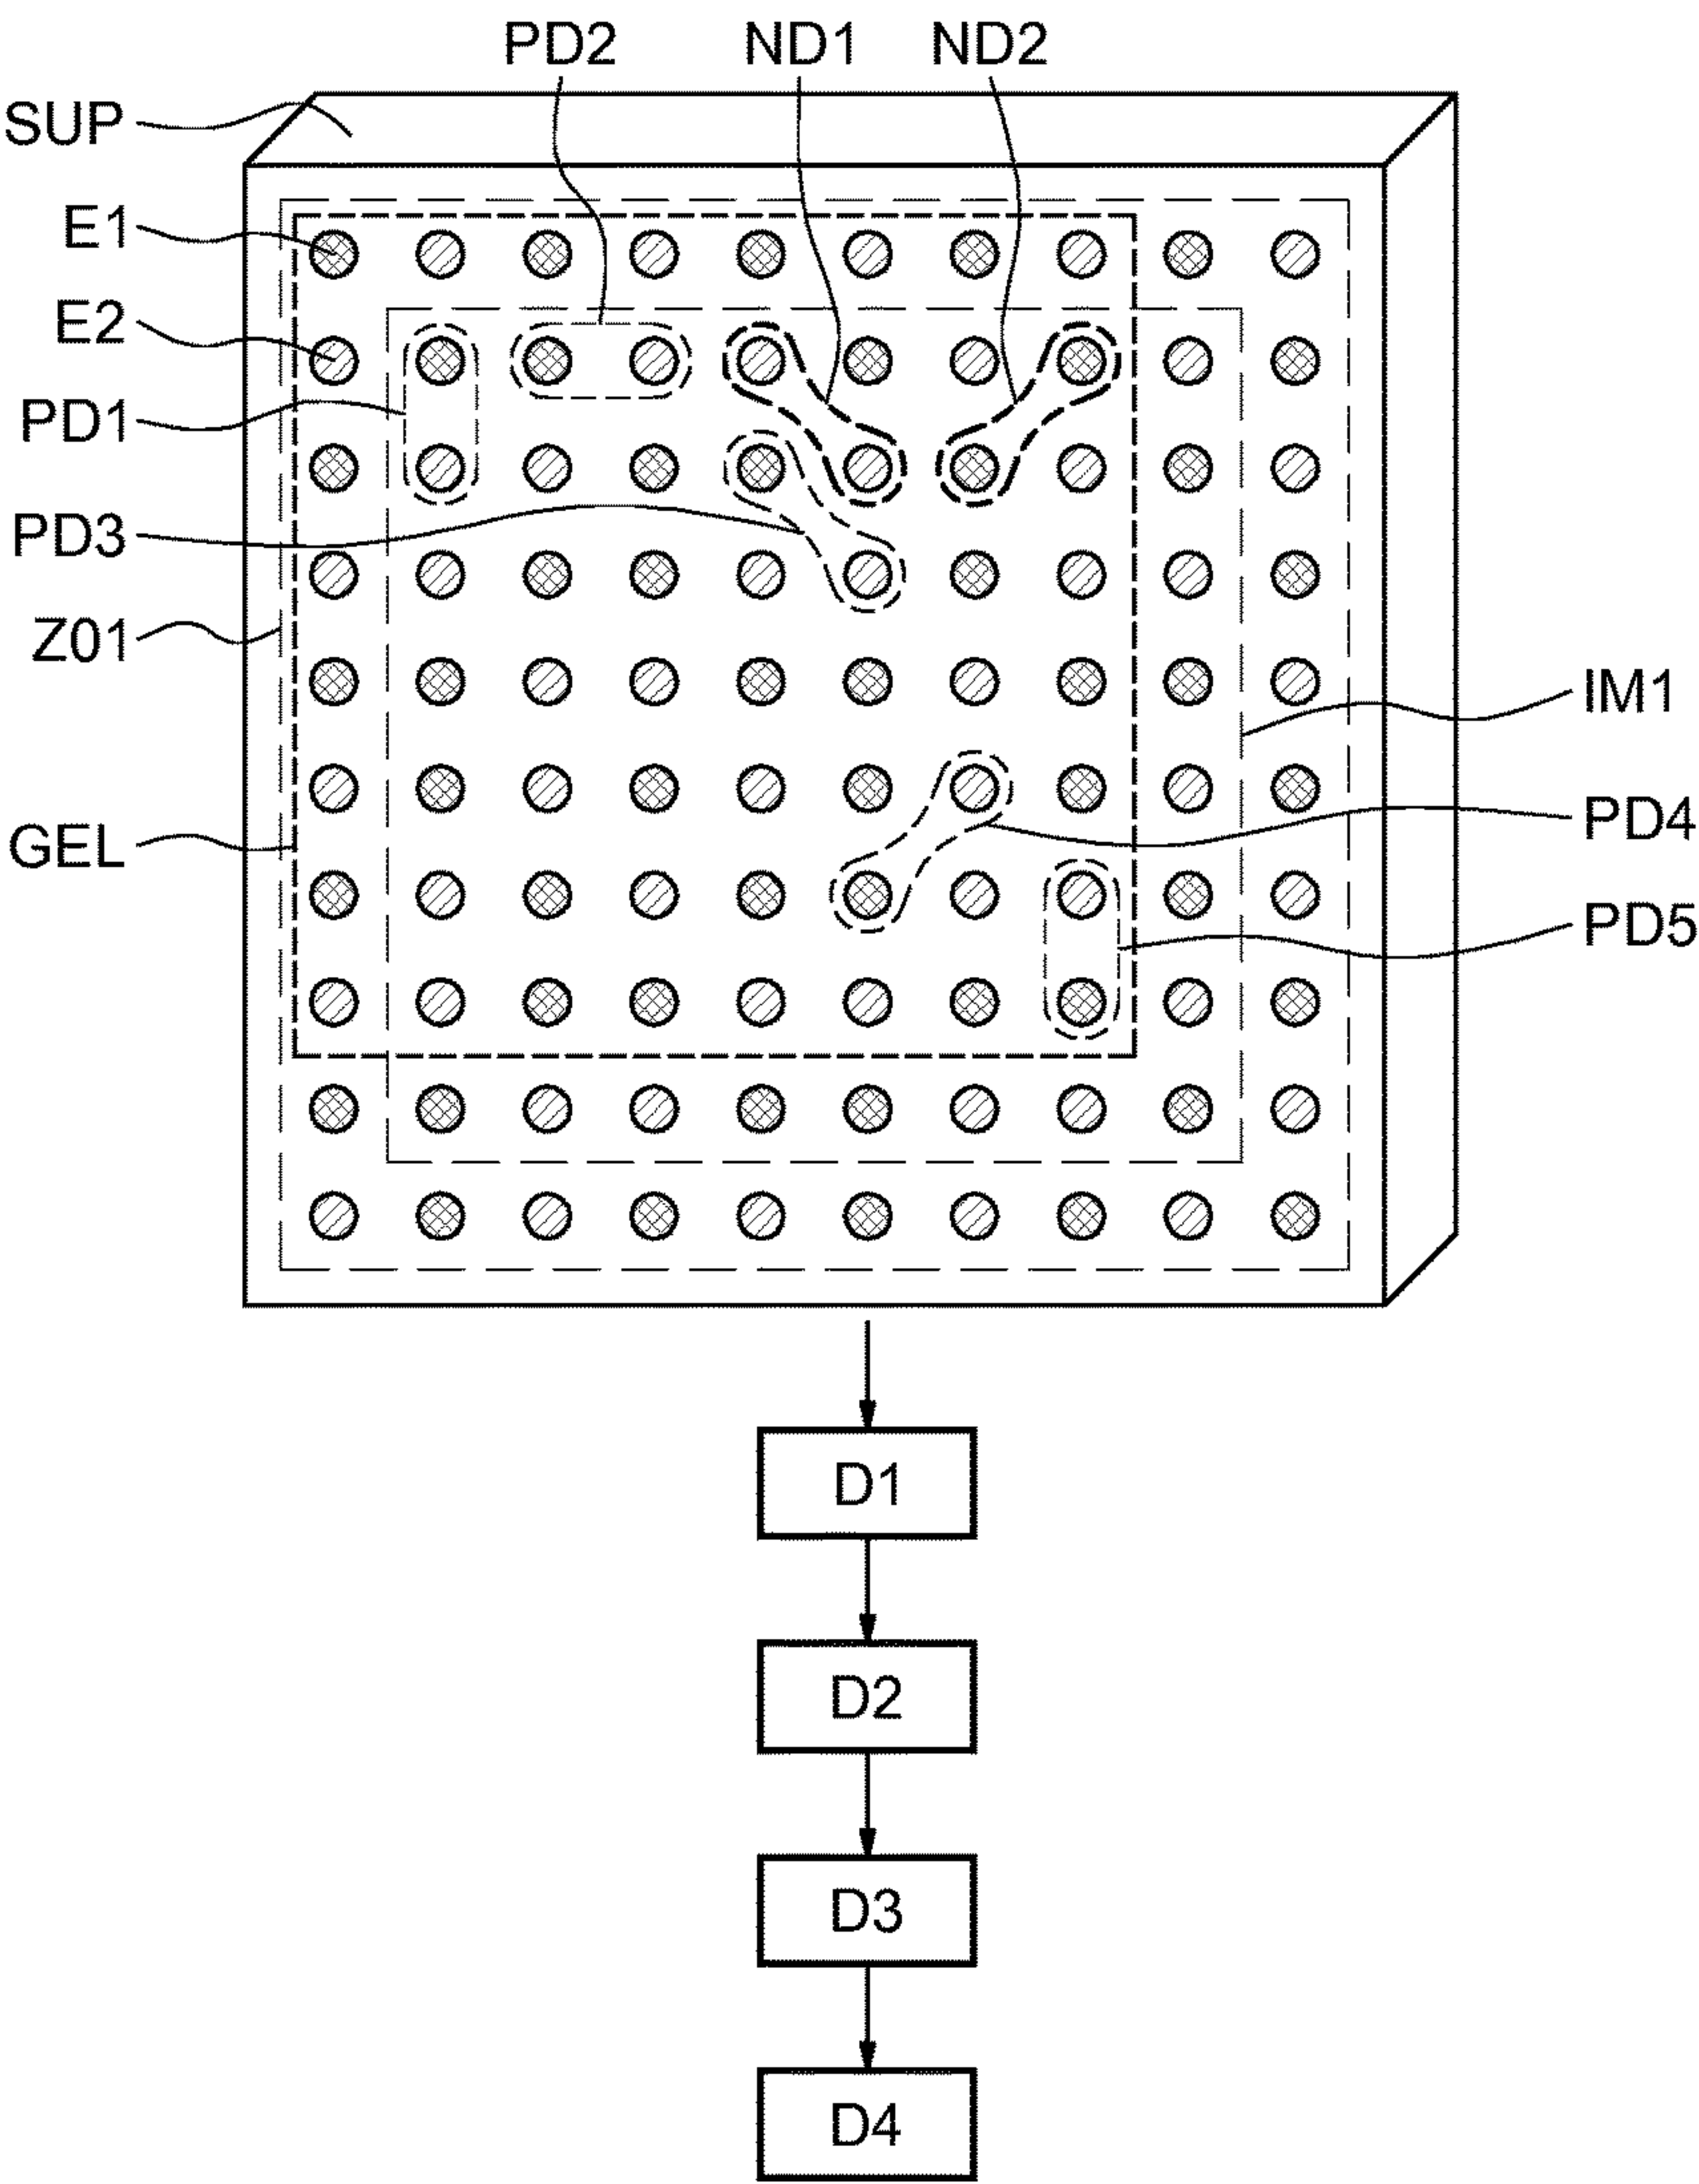 PD2 ND1 ND2
SUP
E1
E2
PD1
PD3
Z01
IM1
PD4
GEL
PD5
D1
D2
D3
D4